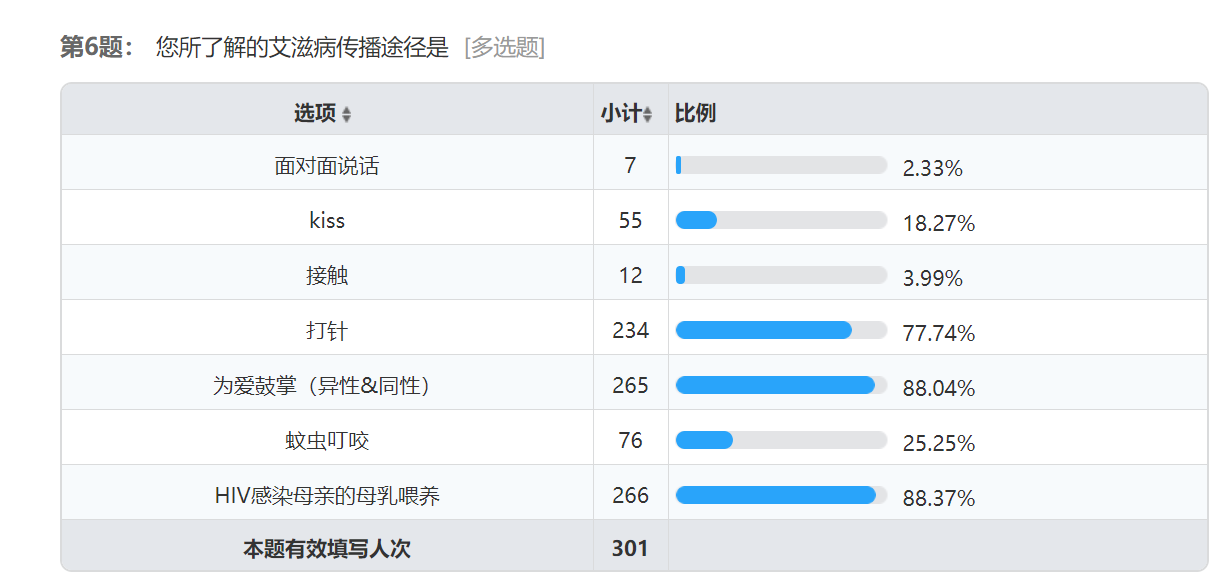 第6题： 您所了解的艾滋病传播途径是 [多选题]
选项 小计 比例
面对面说话 7 2.33%
kiss 55 18.27%
接触 12 3.99%
打针 234 77.74%
为爱鼓掌（异性&同性） 265 88.04%
蚊虫叮咬 76 25.25%
HIV感染母亲的母乳喂养 266 88.37%
本题有效填写人次 301